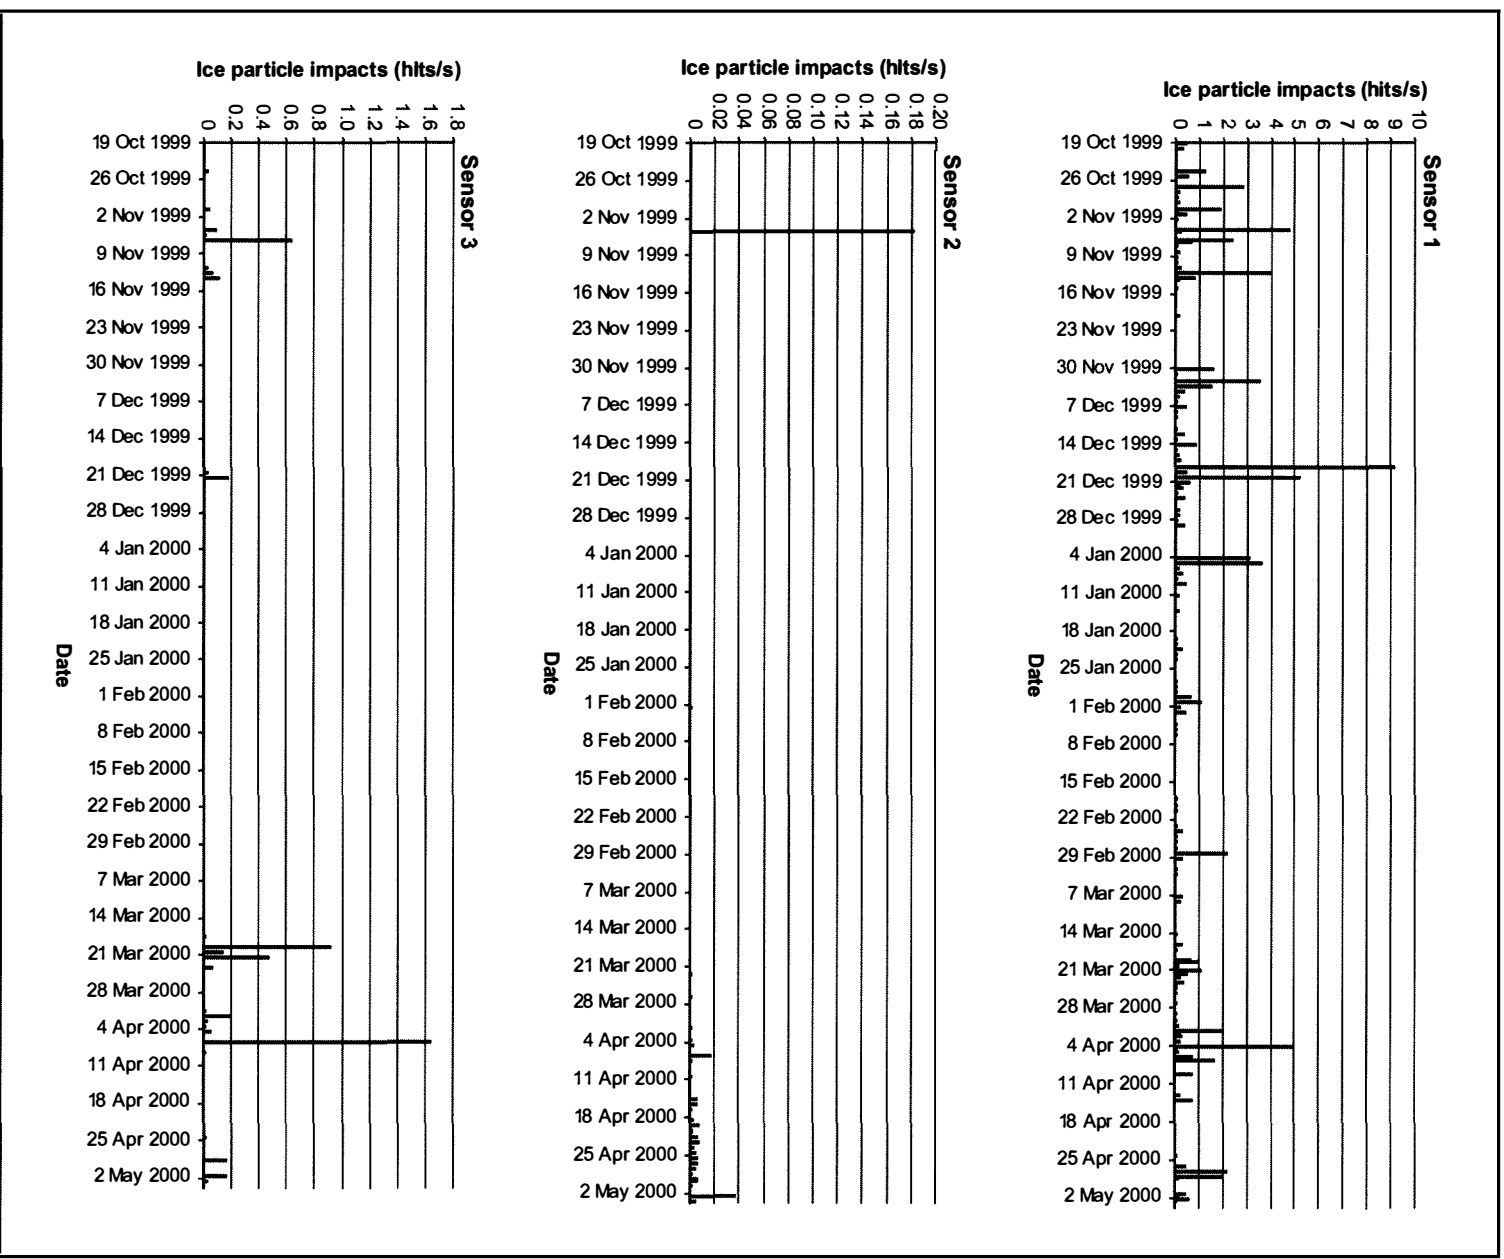 Sensor 1
Ice particle impacts (hits/s)
10
9
8
7
6
5
4
3
2
1
0
19 Oct 1999
26 Oct 1999
2 Nov 1999
9 Nov 1999
16 Nov 1999
23 Nov 1999
30 Nov 1999
7 Dec 1999
14 Dec 1999
21 Dec 1999
28 Dec 1999
4 Jan 2000
11 Jan 2000
18 Jan 2000
25 Jan 2000
1 Feb 2000
8 Feb 2000
15 Feb 2000
22 Feb 2000
29 Feb 2000
7 Mar 2000
14 Mar 2000
21 Mar 2000
28 Mar 2000
4 Apr 2000
11 Apr 2000
18 Apr 2000
25 Apr 2000
2 May 2000
Date
Sensor 2
Ice particle impacts (hits/s)
0.20
0.18
0.16
0.14
0.12
0.10
0.08
0.06
0.04
0.02
0
19 Oct 1999
26 Oct 1999
2 Nov 1999
9 Nov 1999
16 Nov 1999
23 Nov 1999
30 Nov 1999
7 Dec 1999
14 Dec 1999
21 Dec 1999
28 Dec 1999
4 Jan 2000
11 Jan 2000
18 Jan 2000
25 Jan 2000
1 Feb 2000
8 Feb 2000
15 Feb 2000
22 Feb 2000
29 Feb 2000
7 Mar 2000
14 Mar 2000
21 Mar 2000
28 Mar 2000
4 Apr 2000
11 Apr 2000
18 Apr 2000
25 Apr 2000
2 May 2000
Date
Sensor 3
Ice particle impacts (hits/s)
1.8
1.6
1.4
1.2
1.0
0.8
0.6
0.4
0.2
0
19 Oct 1999
26 Oct 1999
2 Nov 1999
9 Nov 1999
16 Nov 1999
23 Nov 1999
30 Nov 1999
7 Dec 1999
14 Dec 1999
21 Dec 1999
28 Dec 1999
4 Jan 2000
11 Jan 2000
18 Jan 2000
25 Jan 2000
1 Feb 2000
8 Feb 2000
15 Feb 2000
22 Feb 2000
29 Feb 2000
7 Mar 2000
14 Mar 2000
21 Mar 2000
28 Mar 2000
4 Apr 2000
11 Apr 2000
18 Apr 2000
25 Apr 2000
2 May 2000
Date